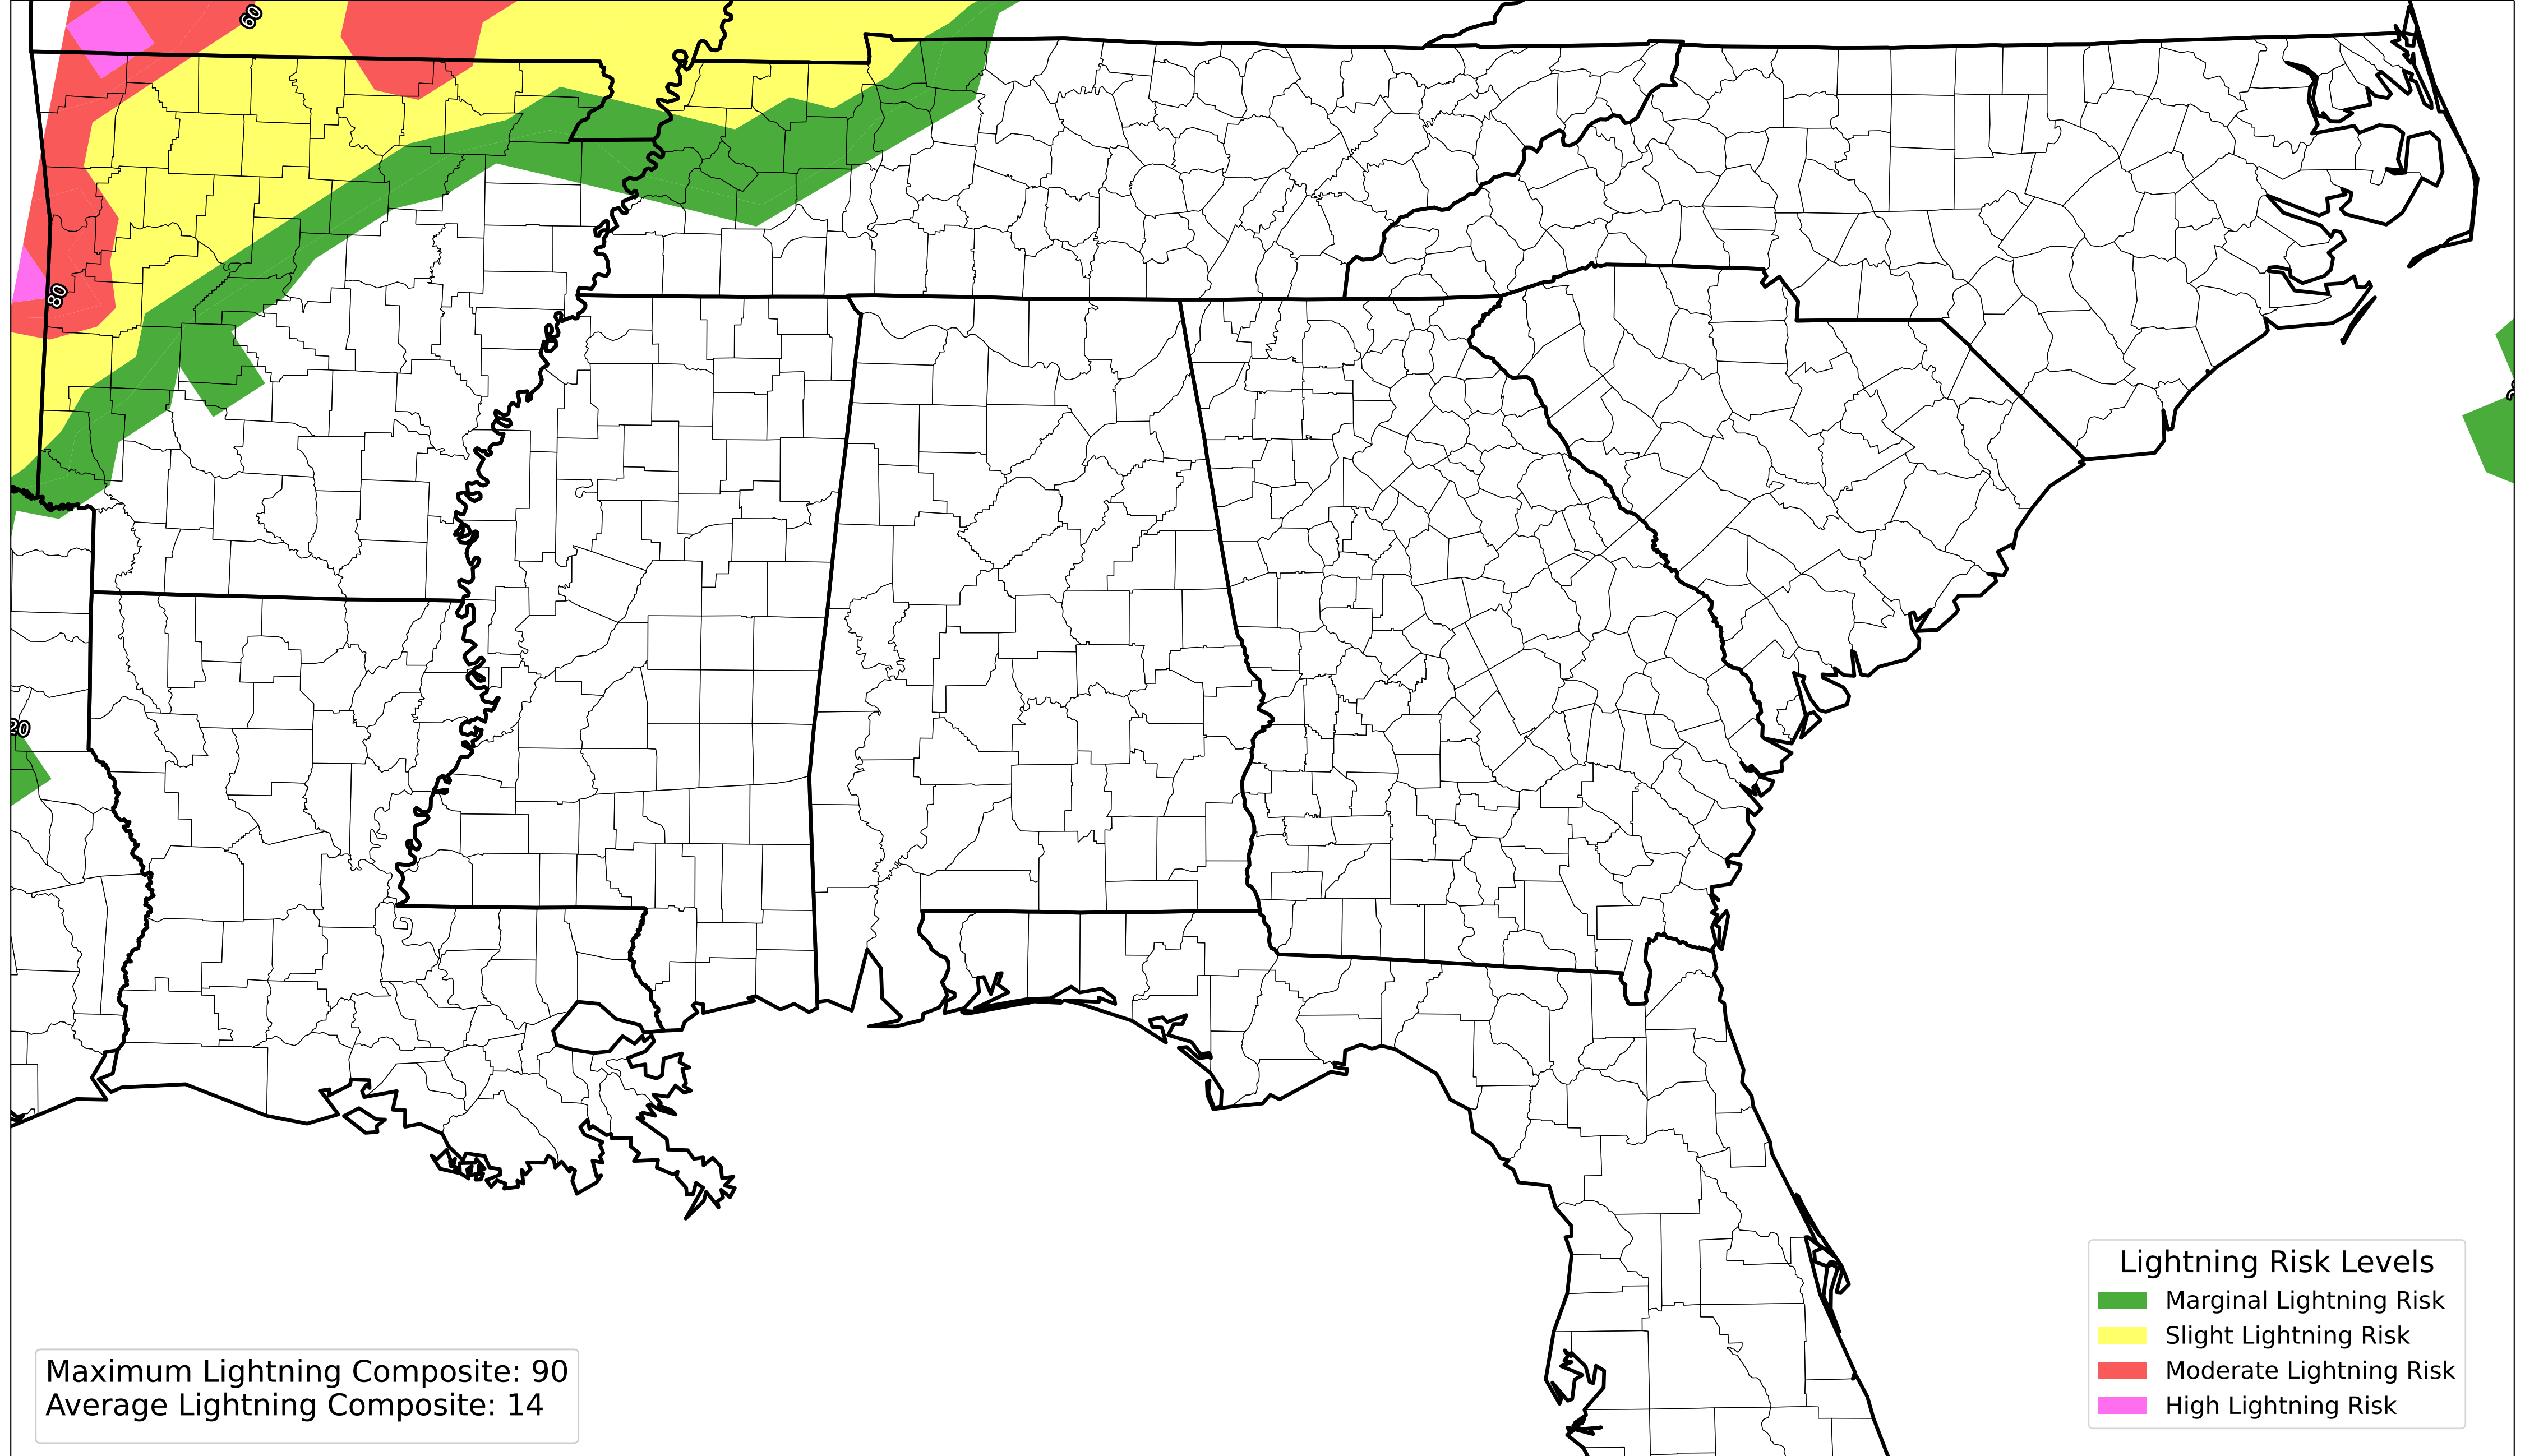 60
80
20
Lightning Risk Levels
Marginal Lightning Risk
Slight Lightning Risk
Moderate Lightning Risk
High Lightning Risk
Maximum Lightning Composite: 90
Average Lightning Composite: 14